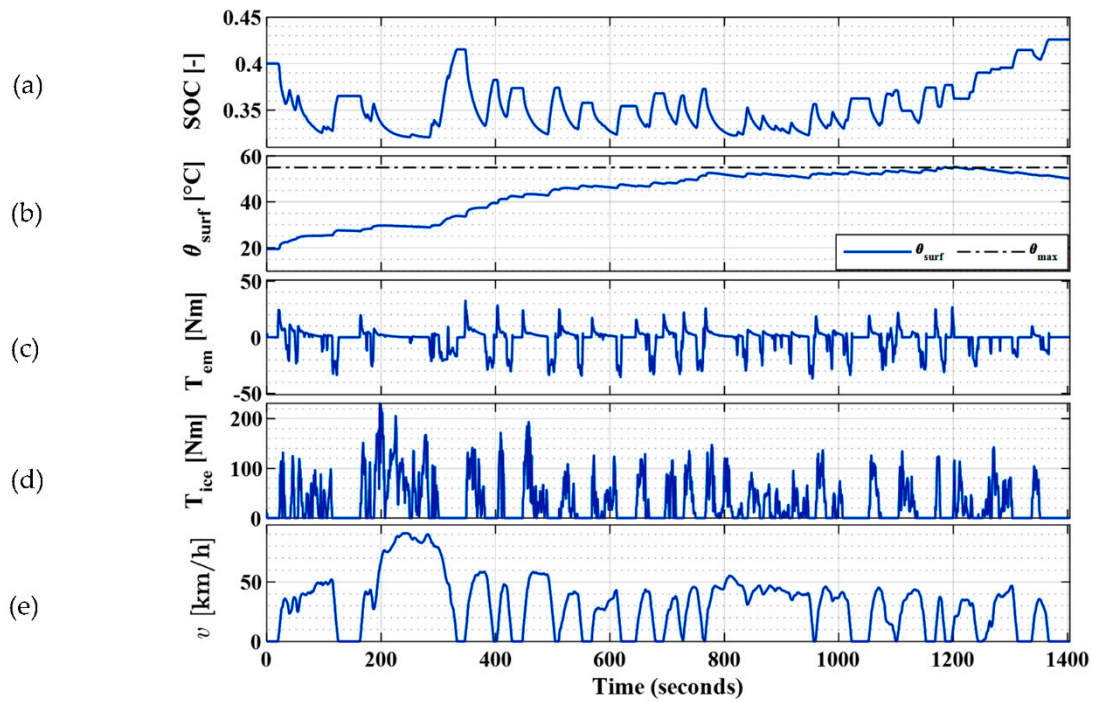 (a)
SOC [-]
0.45
0.4
0.35
(b)
θsurf [°C]
60
40
20
θsurf
θmax
(c)
Tem [Nm]
50
0
-50
(d)
Tice [Nm]
200
100
0
(e)
v [km/h]
50
0
0
200
400
600
800
1000
1200
1400
Time (seconds)